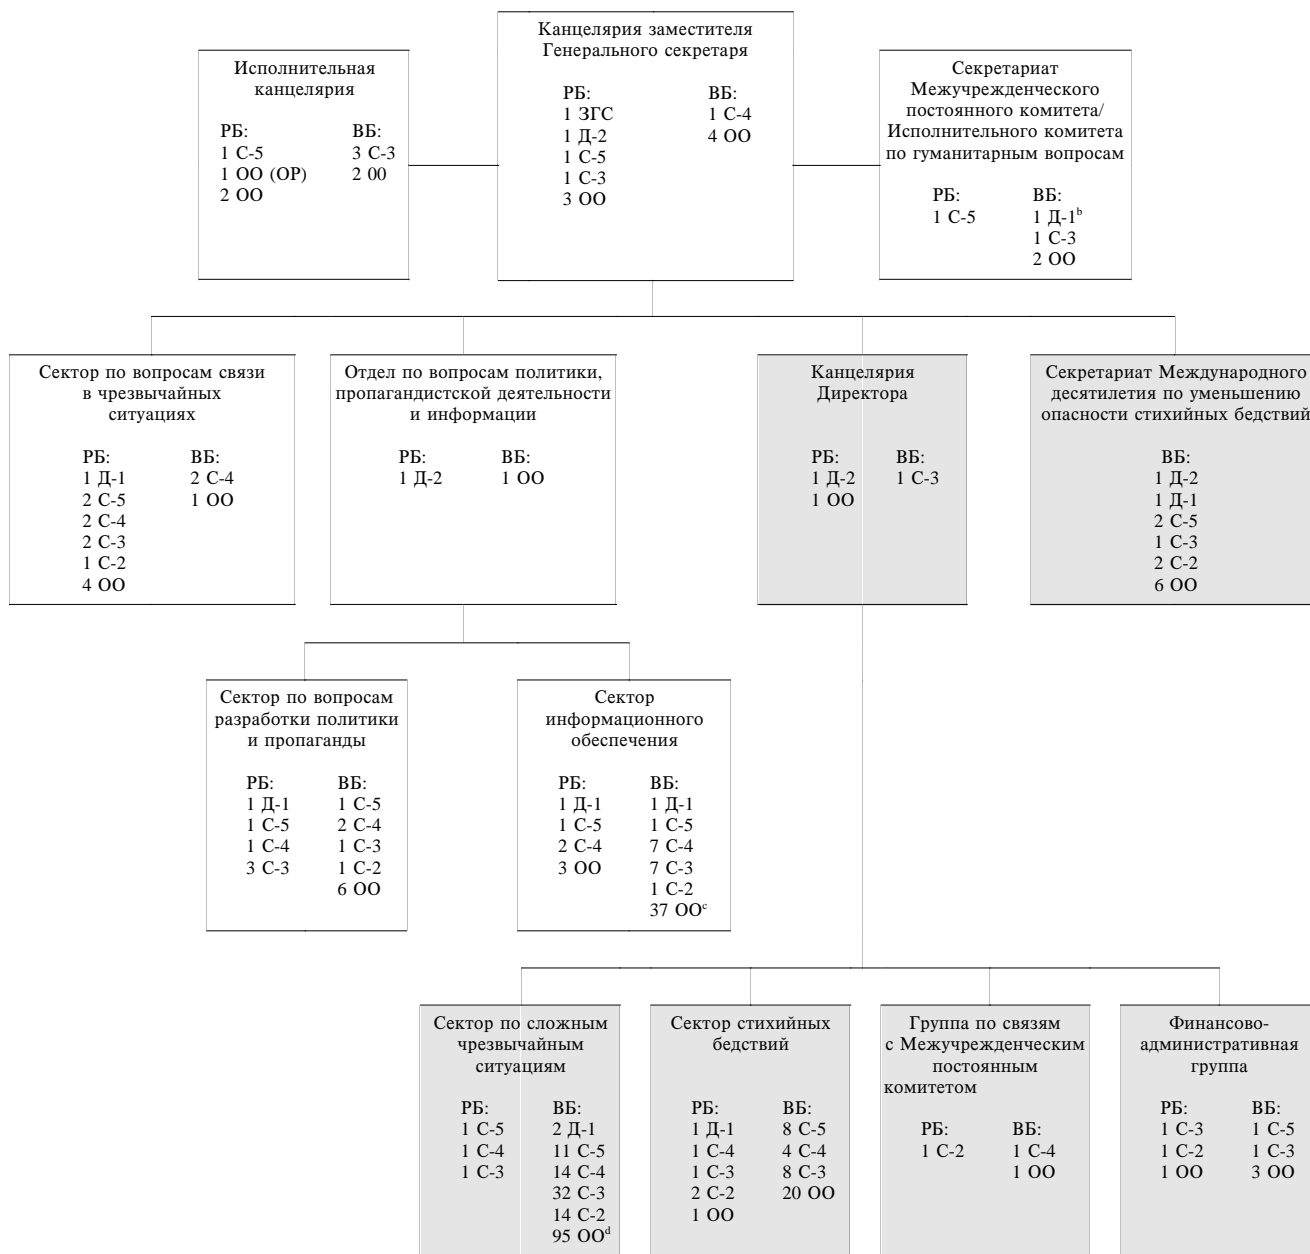 Канцелярия заместителя
Генерального секретаря
РБ:
1 ЗГС
1 Д-2
1 С-5
1 С-3
3 ОО
ВБ:
1 С-4
4 ОО
Исполнительная
канцелярия
РБ:
1 С-5
1 ОО (ОР)
2 ОО
ВБ:
3 С-3
2 00
Секретариат
Межучрежденческого
постоянного комитета/
Исполнительного комитета
по гуманитарным вопросам
РБ:
1 С-5
ВБ:
1 Д-1ᵇ
1 С-3
2 ОО
Сектор по вопросам связи
в чрезвычайных
ситуациях
РБ:
1 Д-1
2 С-5
2 С-4
2 С-3
1 С-2
4 ОО
ВБ:
2 С-4
1 ОО
Отдел по вопросам политики,
пропагандистской деятельности
и информации
РБ:
1 Д-2
ВБ:
1 ОО
Канцелярия
Директора
РБ:
1 Д-2
1 ОО
ВБ:
1 С-3
Секретариат Международного
десятилетия по уменьшению
опасности стихийных бедствий
ВБ:
1 Д-2
1 Д-1
2 С-5
1 С-3
2 С-2
6 ОО
Сектор по вопросам
разработки политики
и пропаганды
РБ:
1 Д-1
1 С-5
1 С-4
3 С-3
ВБ:
1 С-5
2 С-4
1 С-3
1 С-2
6 ОО
Сектор
информационного
обеспечения
РБ:
1 Д-1
1 С-5
2 С-4
3 ОО
ВБ:
1 Д-1
1 С-5
7 С-4
7 С-3
1 С-2
37 ООᶜ
Сектор по сложным
чрезвычайным
ситуациям
РБ:
1 С-5
1 С-4
1 С-3
ВБ:
2 Д-1
11 С-5
14 С-4
32 С-3
14 С-2
95 ООᵈ
Сектор стихийных
бедствий
РБ:
1 Д-1
1 С-4
1 С-3
2 С-2
1 ОО
ВБ:
8 С-5
4 С-4
8 С-3
20 ОО
Группа по связям
с Межучрежденческим
постоянным
комитетом
РБ:
1 С-2
ВБ:
1 С-4
1 ОО
Финансово-
административная
группа
РБ:
1 С-3
1 С-2
1 ОО
ВБ:
1 С-5
1 С-3
3 ОО